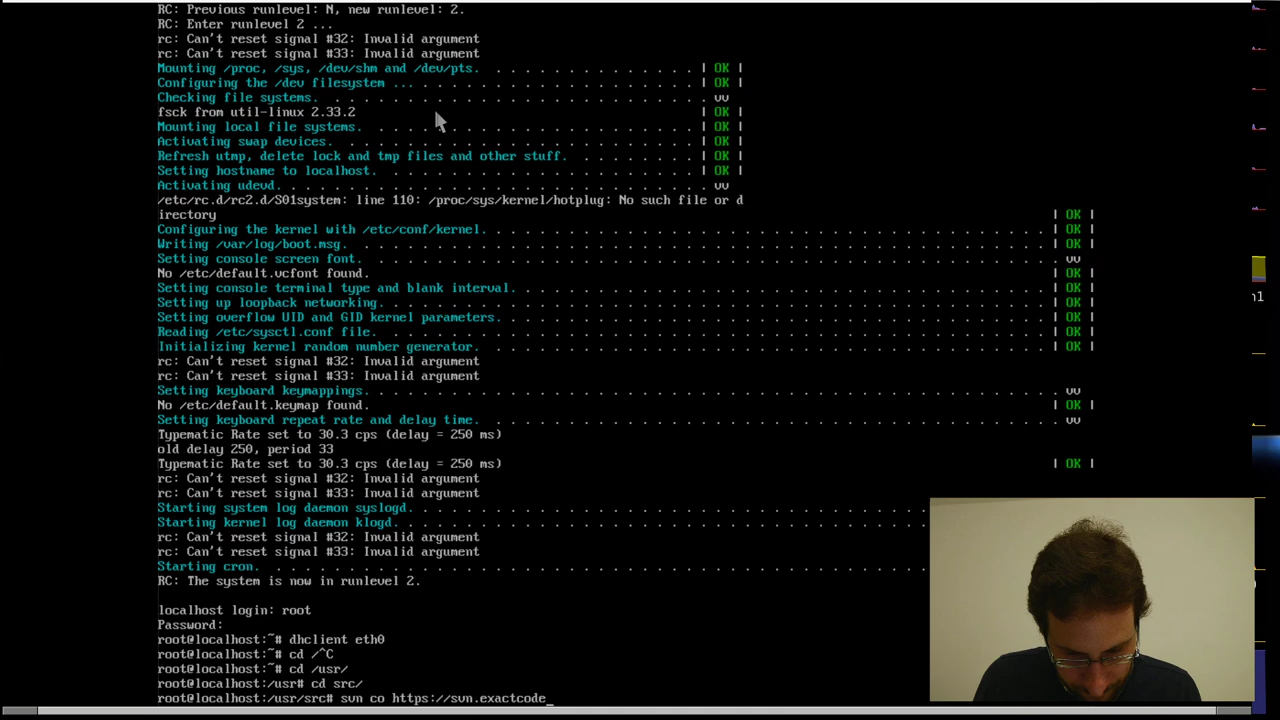 RC: Previous runlevel: N, new runlevel: 2.
RC: Enter runlevel 2 ...
rc: Can't reset signal #32: Invalid argument
rc: Can't reset signal #33: Invalid argument
Mounting /proc, /sys, /dev/shm and /dev/pts. . . . . . . . . . . . . . . . | OK |
Configuring the /dev filesystem ... . . . . . . . . . . . . . . . . . . . . | OK |
Checking file systems. . . . . . . . . . . . . . . . . . . . . . . . . . . vv
fsck from util-linux 2.33.2 | OK |
Mounting local file systems. . . . . . . . . . . . . . . . . . . . . . . . | OK |
Activating swap devices. . . . . . . . . . . . . . . . . . . . . . . . . . | OK |
Refresh utmp, delete lock and tmp files and other stuff. . . . . . . . . . | OK |
Setting hostname to localhost. . . . . . . . . . . . . . . . . . . . . . . | OK |
Activating udevd. . . . . . . . . . . . . . . . . . . . . . . . . . . . . . vv
/etc/rc.d/rc2.d/S01system: line 110: /proc/sys/kernel/hotplug: No such file or d
irectory | OK |
Configuring the kernel with /etc/conf/kernel. . . . . . . . . . . . . . . . | OK |
Writing /var/log/boot.msg. . . . . . . . . . . . . . . . . . . . . . . . . | OK |
Setting console screen font. . . . . . . . . . . . . . . . . . . . . . . . vv
No /etc/default.vcfont found. | OK |
Setting console terminal type and blank interval. . . . . . . . . . . . . . | OK |
Setting up loopback networking. . . . . . . . . . . . . . . . . . . . . . . | OK |
Setting overflow UID and GID kernel parameters. . . . . . . . . . . . . . . | OK |
Reading /etc/sysctl.conf file. . . . . . . . . . . . . . . . . . . . . . . | OK |
Initializing kernel random number generator. . . . . . . . . . . . . . . . | OK |
rc: Can't reset signal #32: Invalid argument
rc: Can't reset signal #33: Invalid argument
Setting keyboard keymappings. . . . . . . . . . . . . . . . . . . . . . . . vv
No /etc/default.keymap found. | OK |
Setting keyboard repeat rate and delay time. . . . . . . . . . . . . . . . vv
Typematic Rate set to 30.3 cps (delay = 250 ms)
old delay 250, period 33
Typematic Rate set to 30.3 cps (delay = 250 ms) | OK |
rc: Can't reset signal #32: Invalid argument
rc: Can't reset signal #33: Invalid argument
Starting system log daemon syslogd. . . . . . . . . . . . . . . . . . . . .
Starting kernel log daemon klogd. . . . . . . . . . . . . . . . . . . . . .
rc: Can't reset signal #32: Invalid argument
rc: Can't reset signal #33: Invalid argument
Starting cron. . . . . . . . . . . . . . . . . . . . . . . . . . . . . . .
RC: The system is now in runlevel 2.
localhost login: root
Password:
root@localhost:~# dhclient eth0
root@localhost:~# cd /^C
root@localhost:~# cd /usr/
root@localhost:/usr# cd src/
root@localhost:/usr/src# svn co https://svn.exactcode_